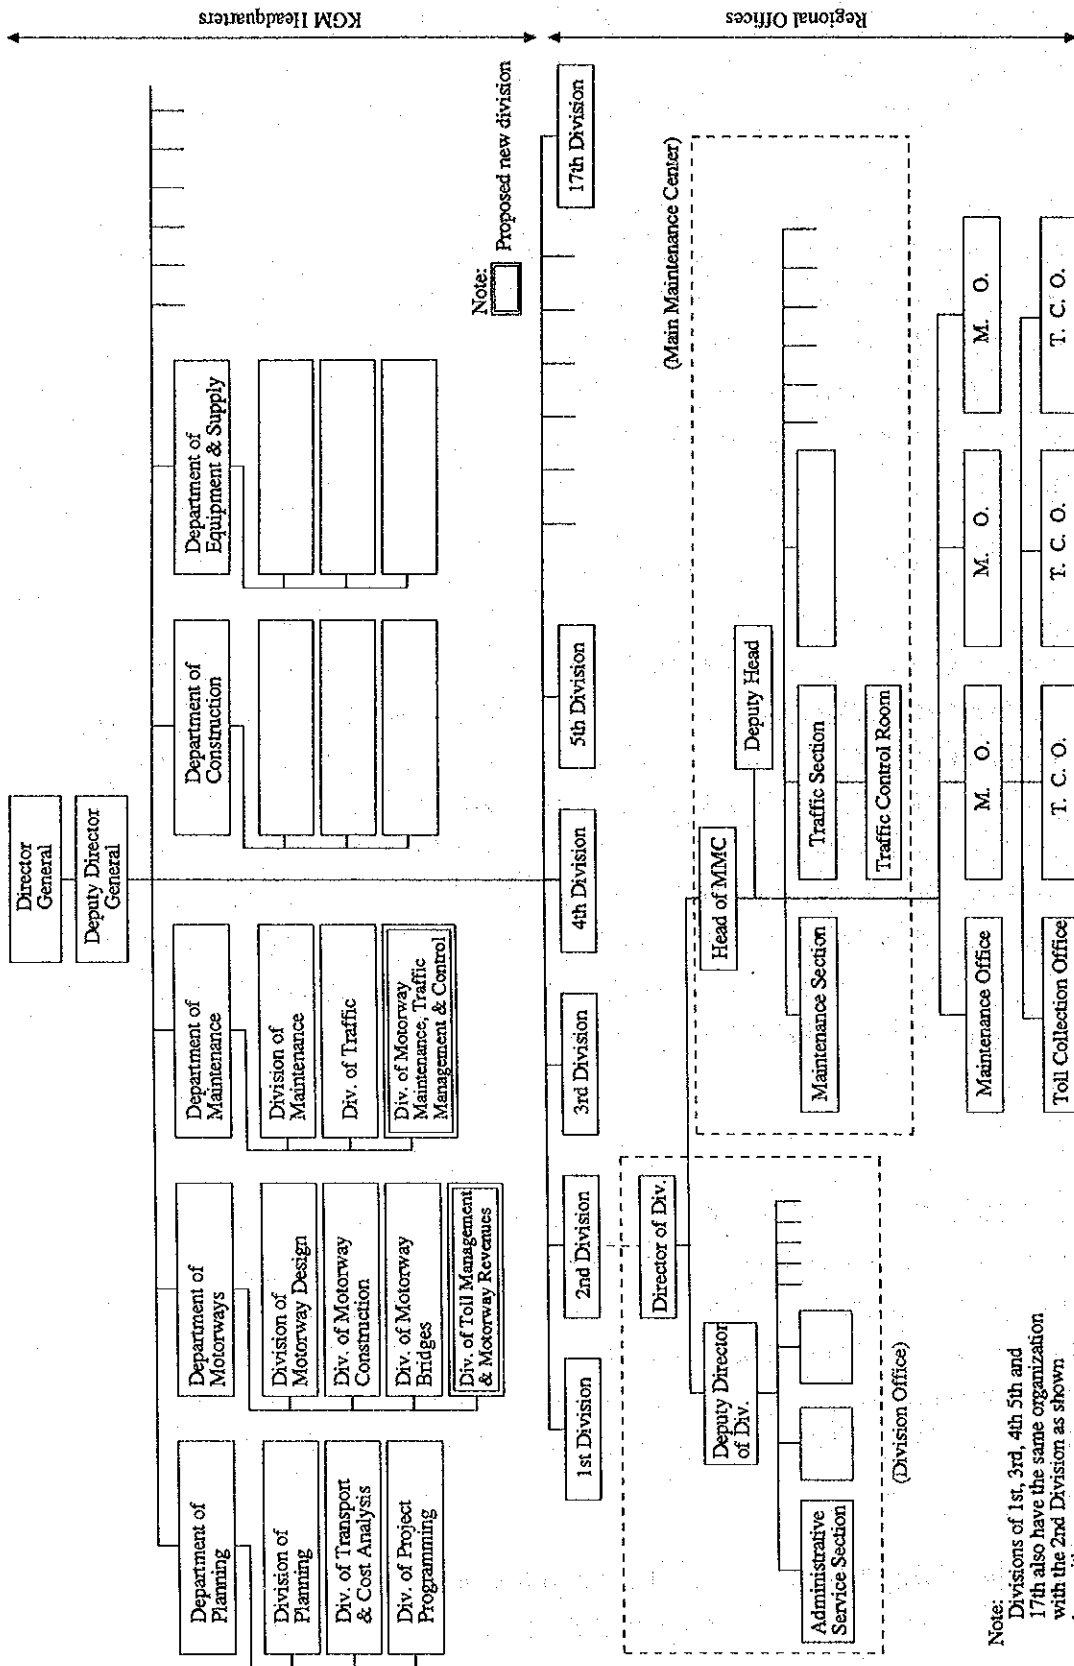 KGM Headquarters
Regional Offices
Director
General
Deputy Director
General
Department of
Planning
Department of
Motorways
Department of
Maintenance
Department of
Construction
Department of
Equipment & Supply
Division of
Planning
Div. of Transport
& Cost Analysis
Div. of Project
Programming
Division of
Motorway Design
Div. of Motorway
Construction
Div. of Motorway
Bridges
Div. of Toll Management
& Motorway Revenues
Division of
Maintenance
Div. of Traffic
Div. of Motorway
Maintenance, Traffic
Management & Control
Note:
Proposed new division
1st Division
2nd Division
3rd Division
4th Division
5th Division
17th Division
Director of Div.
Deputy Director
of Div.
Administrative
Service Section
(Division Office)
(Main Maintenance Center)
Head of MMC
Deputy Head
Maintenance Section
Traffic Section
Traffic Control Room
Maintenance Office
M. O.
M. O.
M. O.
Toll Collection Office
T. C. O.
T. C. O.
T. C. O.
Note:
Divisions of 1st, 3rd, 4th 5th and
17th also have the same organization
with the 2nd Division as shown